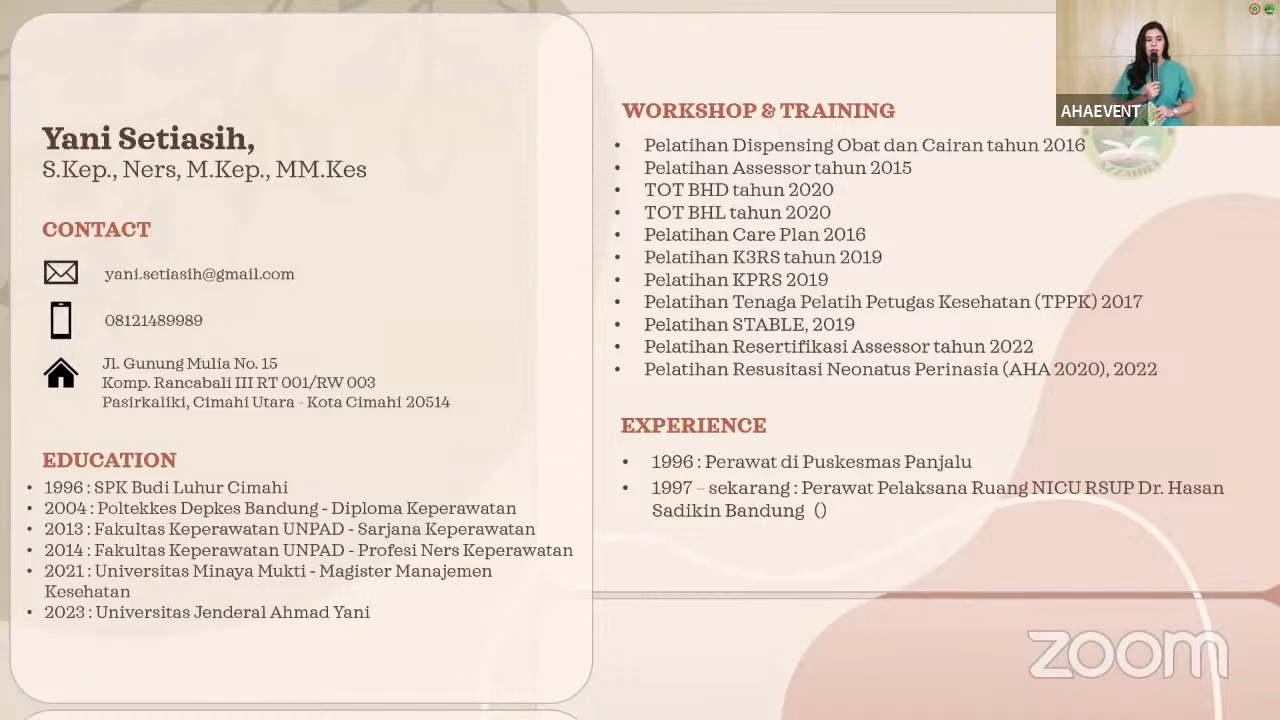 Yani Setiasih,
S.Kep., Ners, M.Kep., MM.Kes
CONTACT
yani.setiasih@gmail.com
08121489989
Jl. Gunung Mulia No. 15
Komp. Rancabali III RT 001/RW 003
Pasirkaliki, Cimahi Utara - Kota Cimahi 20514
EDUCATION
• 1996 : SPK Budi Luhur Cimahi
• 2004 : Poltekkes Depkes Bandung - Diploma Keperawatan
• 2013 : Fakultas Keperawatan UNPAD - Sarjana Keperawatan
• 2014 : Fakultas Keperawatan UNPAD - Profesi Ners Keperawatan
• 2021 : Universitas Minaya Mukti - Magister Manajemen
Kesehatan
• 2023 : Universitas Jenderal Ahmad Yani
WORKSHOP & TRAINING
• Pelatihan Dispensing Obat dan Cairan tahun 2016
• Pelatihan Assessor tahun 2015
• TOT BHD tahun 2020
• TOT BHL tahun 2020
• Pelatihan Care Plan 2016
• Pelatihan K3RS tahun 2019
• Pelatihan KPRS 2019
• Pelatihan Tenaga Pelatih Petugas Kesehatan (TPPK) 2017
• Pelatihan STABLE, 2019
• Pelatihan Resertifikasi Assessor tahun 2022
• Pelatihan Resusitasi Neonatus Perinasia (AHA 2020), 2022
EXPERIENCE
• 1996 : Perawat di Puskesmas Panjalu
• 1997 – sekarang : Perawat Pelaksana Ruang NICU RSUP Dr. Hasan
Sadikin Bandung ()
AHAEVENT
zoom